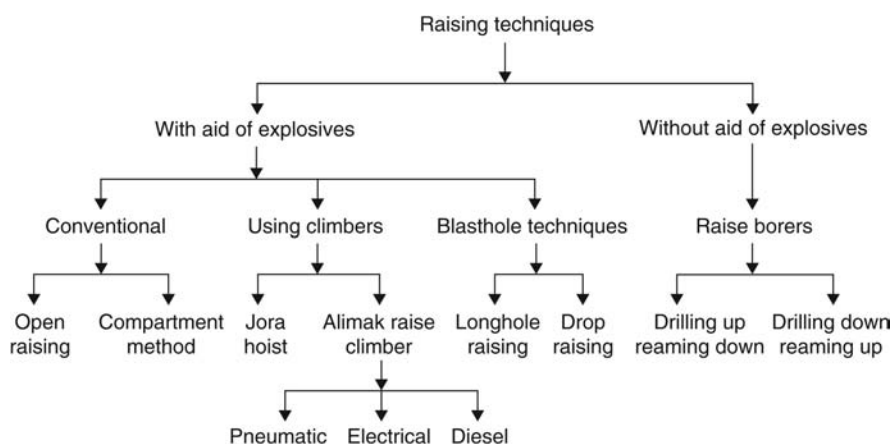 Raising techniques
With aid of explosives
Without aid of explosives
Conventional
Using climbers
Blasthole techniques
Raise borers
Open
raising
Compartment
method
Jora
hoist
Alimak raise
climber
Longhole
raising
Drop
raising
Drilling up
reaming down
Drilling down
reaming up
Pneumatic
Electrical
Diesel